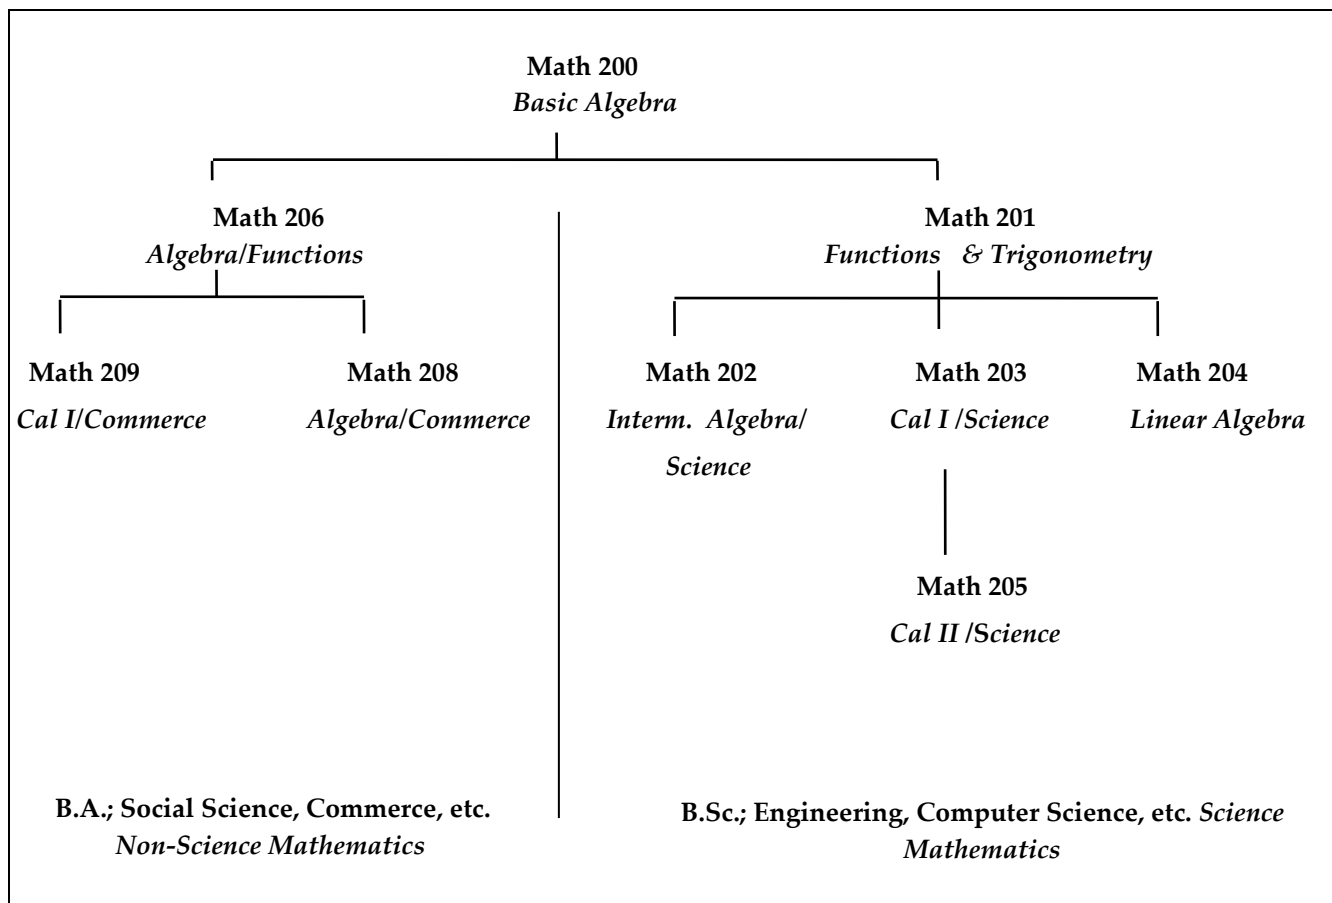 Math 200
Basic Algebra
Math 206
Algebra/Functions
Math 201
Functions & Trigonometry
Math 209
Cal I/Commerce
Math 208
Algebra/Commerce
Math 202
Interm. Algebra/
Science
Math 203
Cal I /Science
Math 204
Linear Algebra
Math 205
Cal II /Science
B.A.; Social Science, Commerce, etc.
Non-Science Mathematics
B.Sc.; Engineering, Computer Science, etc. Science
Mathematics